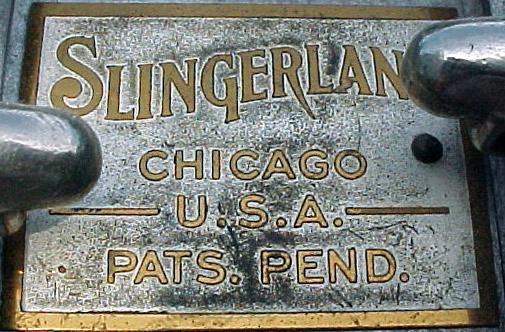 SLINGERLAN
CHICAGO
U.S.A.
PATS. PEND.